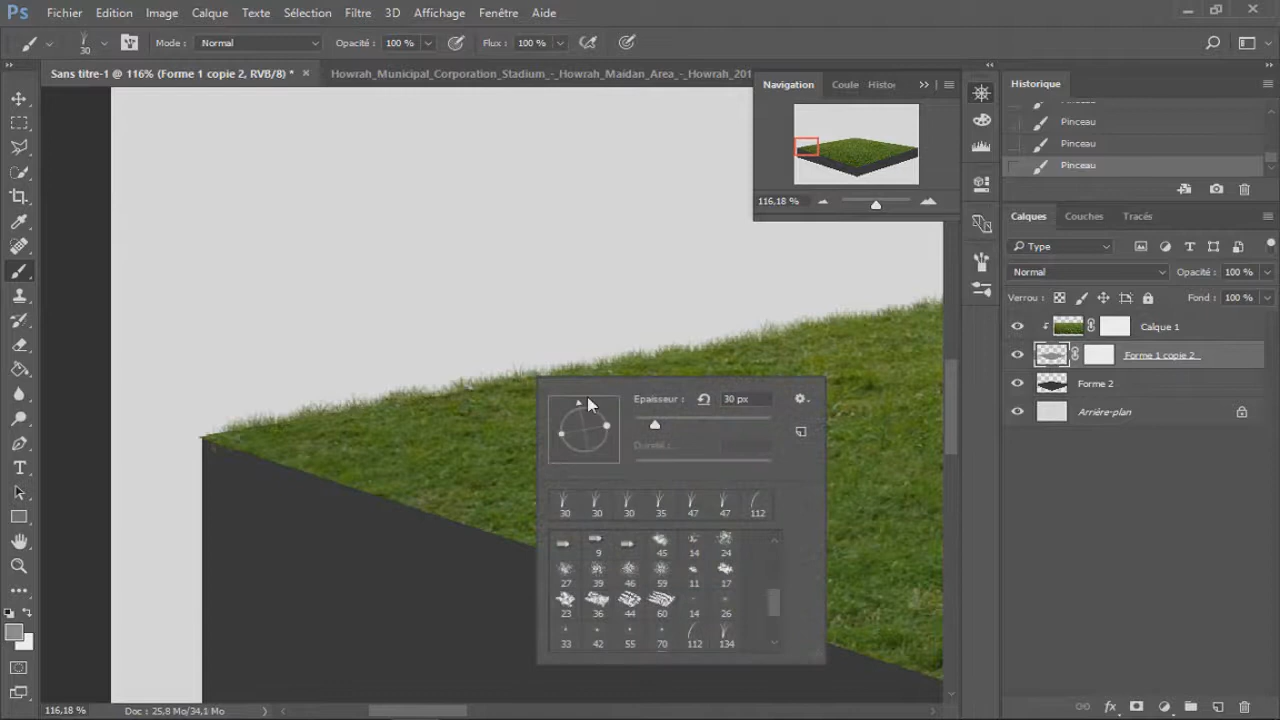 Ps Fichier Edition Image Calque Texte Sélection Filtre 3D Affichage Fenêtre Aide
30 Mode : Normal Opacité : 100 % Flux : 100 %
Sans titre-1 @ 116% (Forme 1 copie 2, RVB/8) * × Howrah_Municipal_Corporation_Stadium_-_Howrah_Maidan_Area_-_Howrah_201
Navigation Coule Histo
116,18 %
Historique
Pinceau
Pinceau
Pinceau
Calques Couches Tracés
Type
Normal Opacité : 100 %
Verrou : Fond : 100 %
Calque 1
Forme 1 copie 2
Forme 2
Arrière-plan
Epaisseur : 30 px
Dureté :
30 30 30 35 47 47 112
9 45 14 24
27 39 46 59 11 17
23 36 44 60 14 26
33 42 55 70 112 134
116,18 % Doc : 25,8 Mo/34,1 Mo
fx